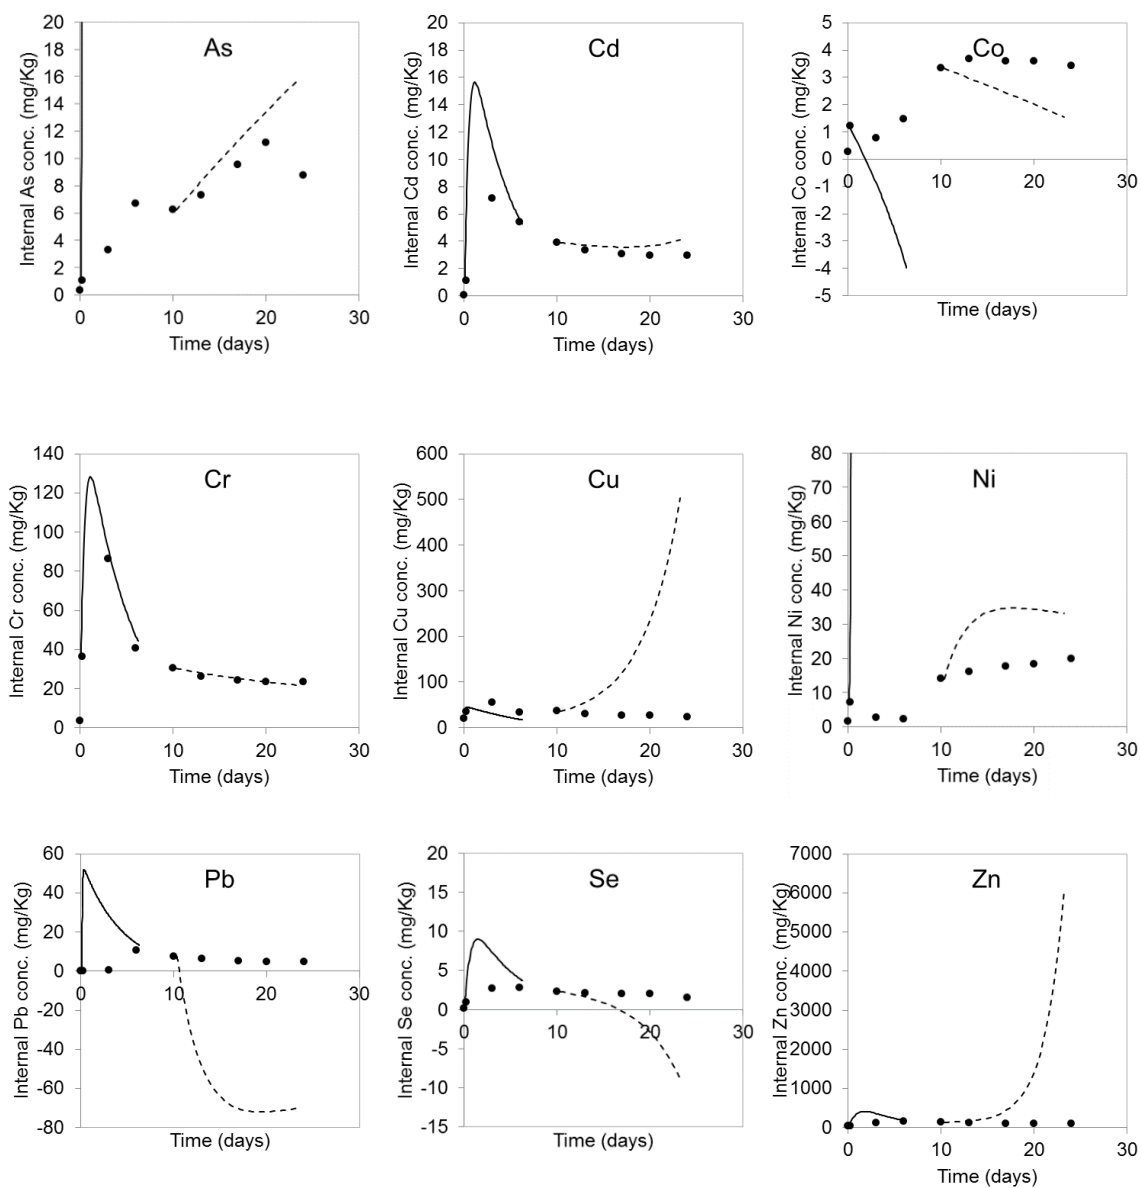 As
Internal As conc. (mg/Kg)
20
18
16
14
12
10
8
6
4
2
0
0 10 20 30
Time (days)
Cd
Internal Cd conc. (mg/Kg)
20
18
16
14
12
10
8
6
4
2
0
0 10 20 30
Time (days)
Co
Internal Co conc. (mg/Kg)
5
4
3
2
1
0
-1
-2
-3
-4
-5
0 10 20 30
Time (days)
Cr
Internal Cr conc. (mg/Kg)
140
120
100
80
60
40
20
0
0 10 20 30
Time (days)
Cu
Internal Cu conc. (mg/Kg)
600
500
400
300
200
100
0
0 10 20 30
Time (days)
Ni
Internal Ni conc. (mg/Kg)
80
70
60
50
40
30
20
10
0
0 10 20 30
Time (days)
Pb
Internal Pb conc. (mg/Kg)
60
40
20
0
-20
-40
-60
-80
0 10 20 30
Time (days)
Se
Internal Se conc. (mg/Kg)
20
15
10
5
0
-5
-10
-15
0 10 20 30
Time (days)
Zn
Internal Zn conc. (mg/Kg)
7000
6000
5000
4000
3000
2000
1000
0
0 10 20 30
Time (days)